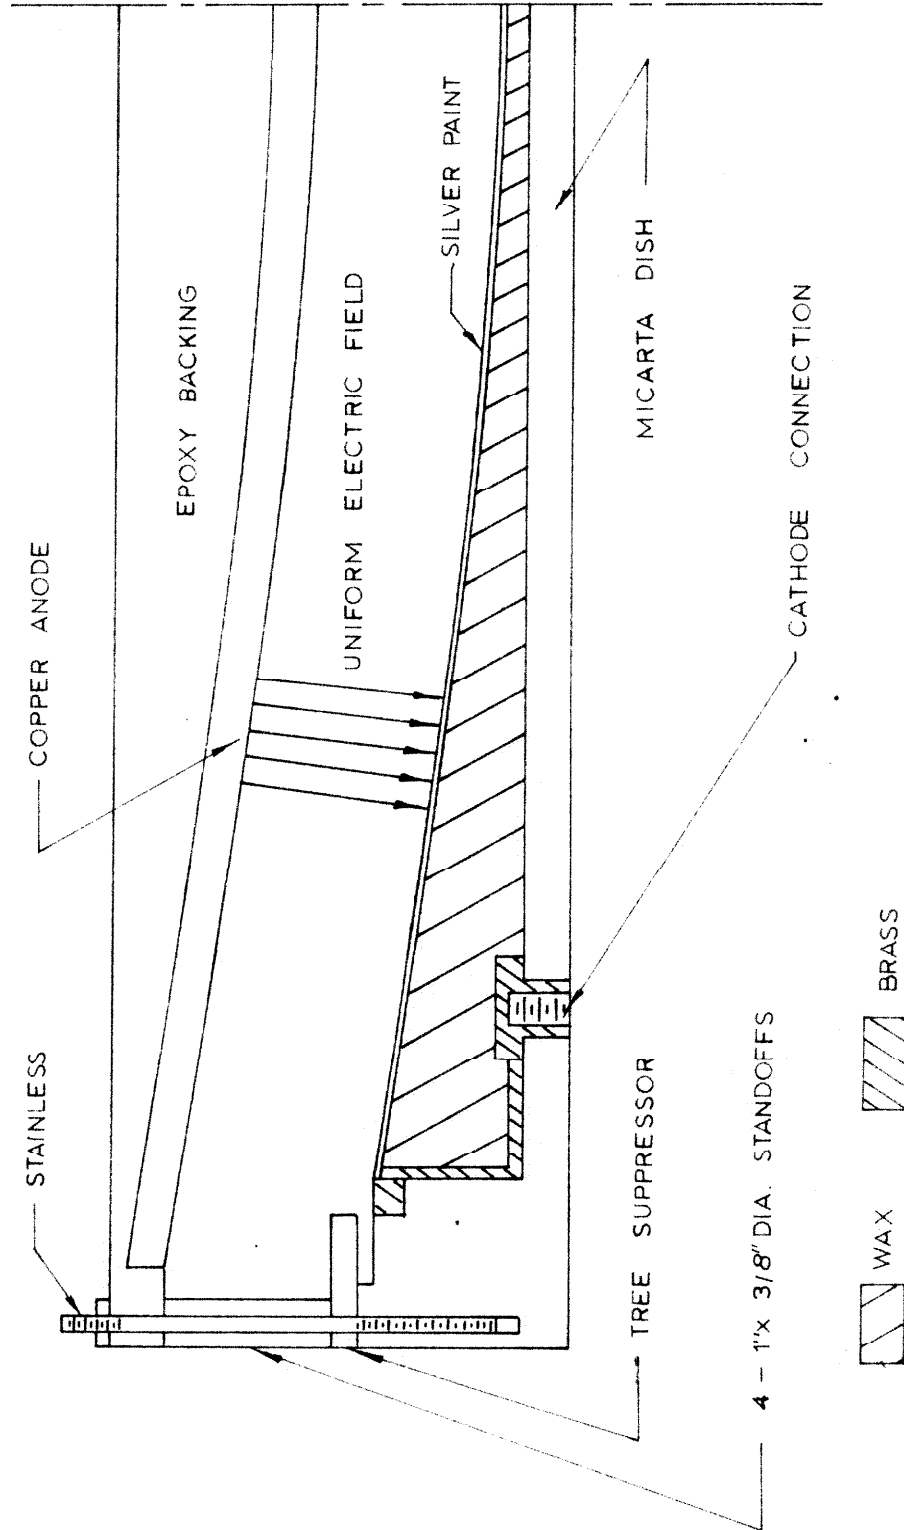 STAINLESS
COPPER ANODE
EPOXY BACKING
UNIFORM ELECTRIC FIELD
SILVER PAINT
TREE SUPPRESSOR
4 – 1"x 3/8" DIA. STANDOFFS
CATHODE CONNECTION
MICARTA DISH
WAX
BRASS